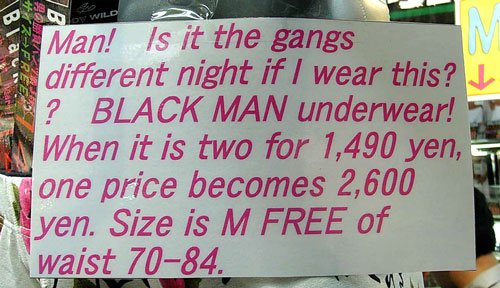 Man! Is it the gangs
different night if I wear this?
? BLACK MAN underwear!
When it is two for 1,490 yen,
one price becomes 2,600
yen. Size is M FREE of
waist 70-84.
WILD
M